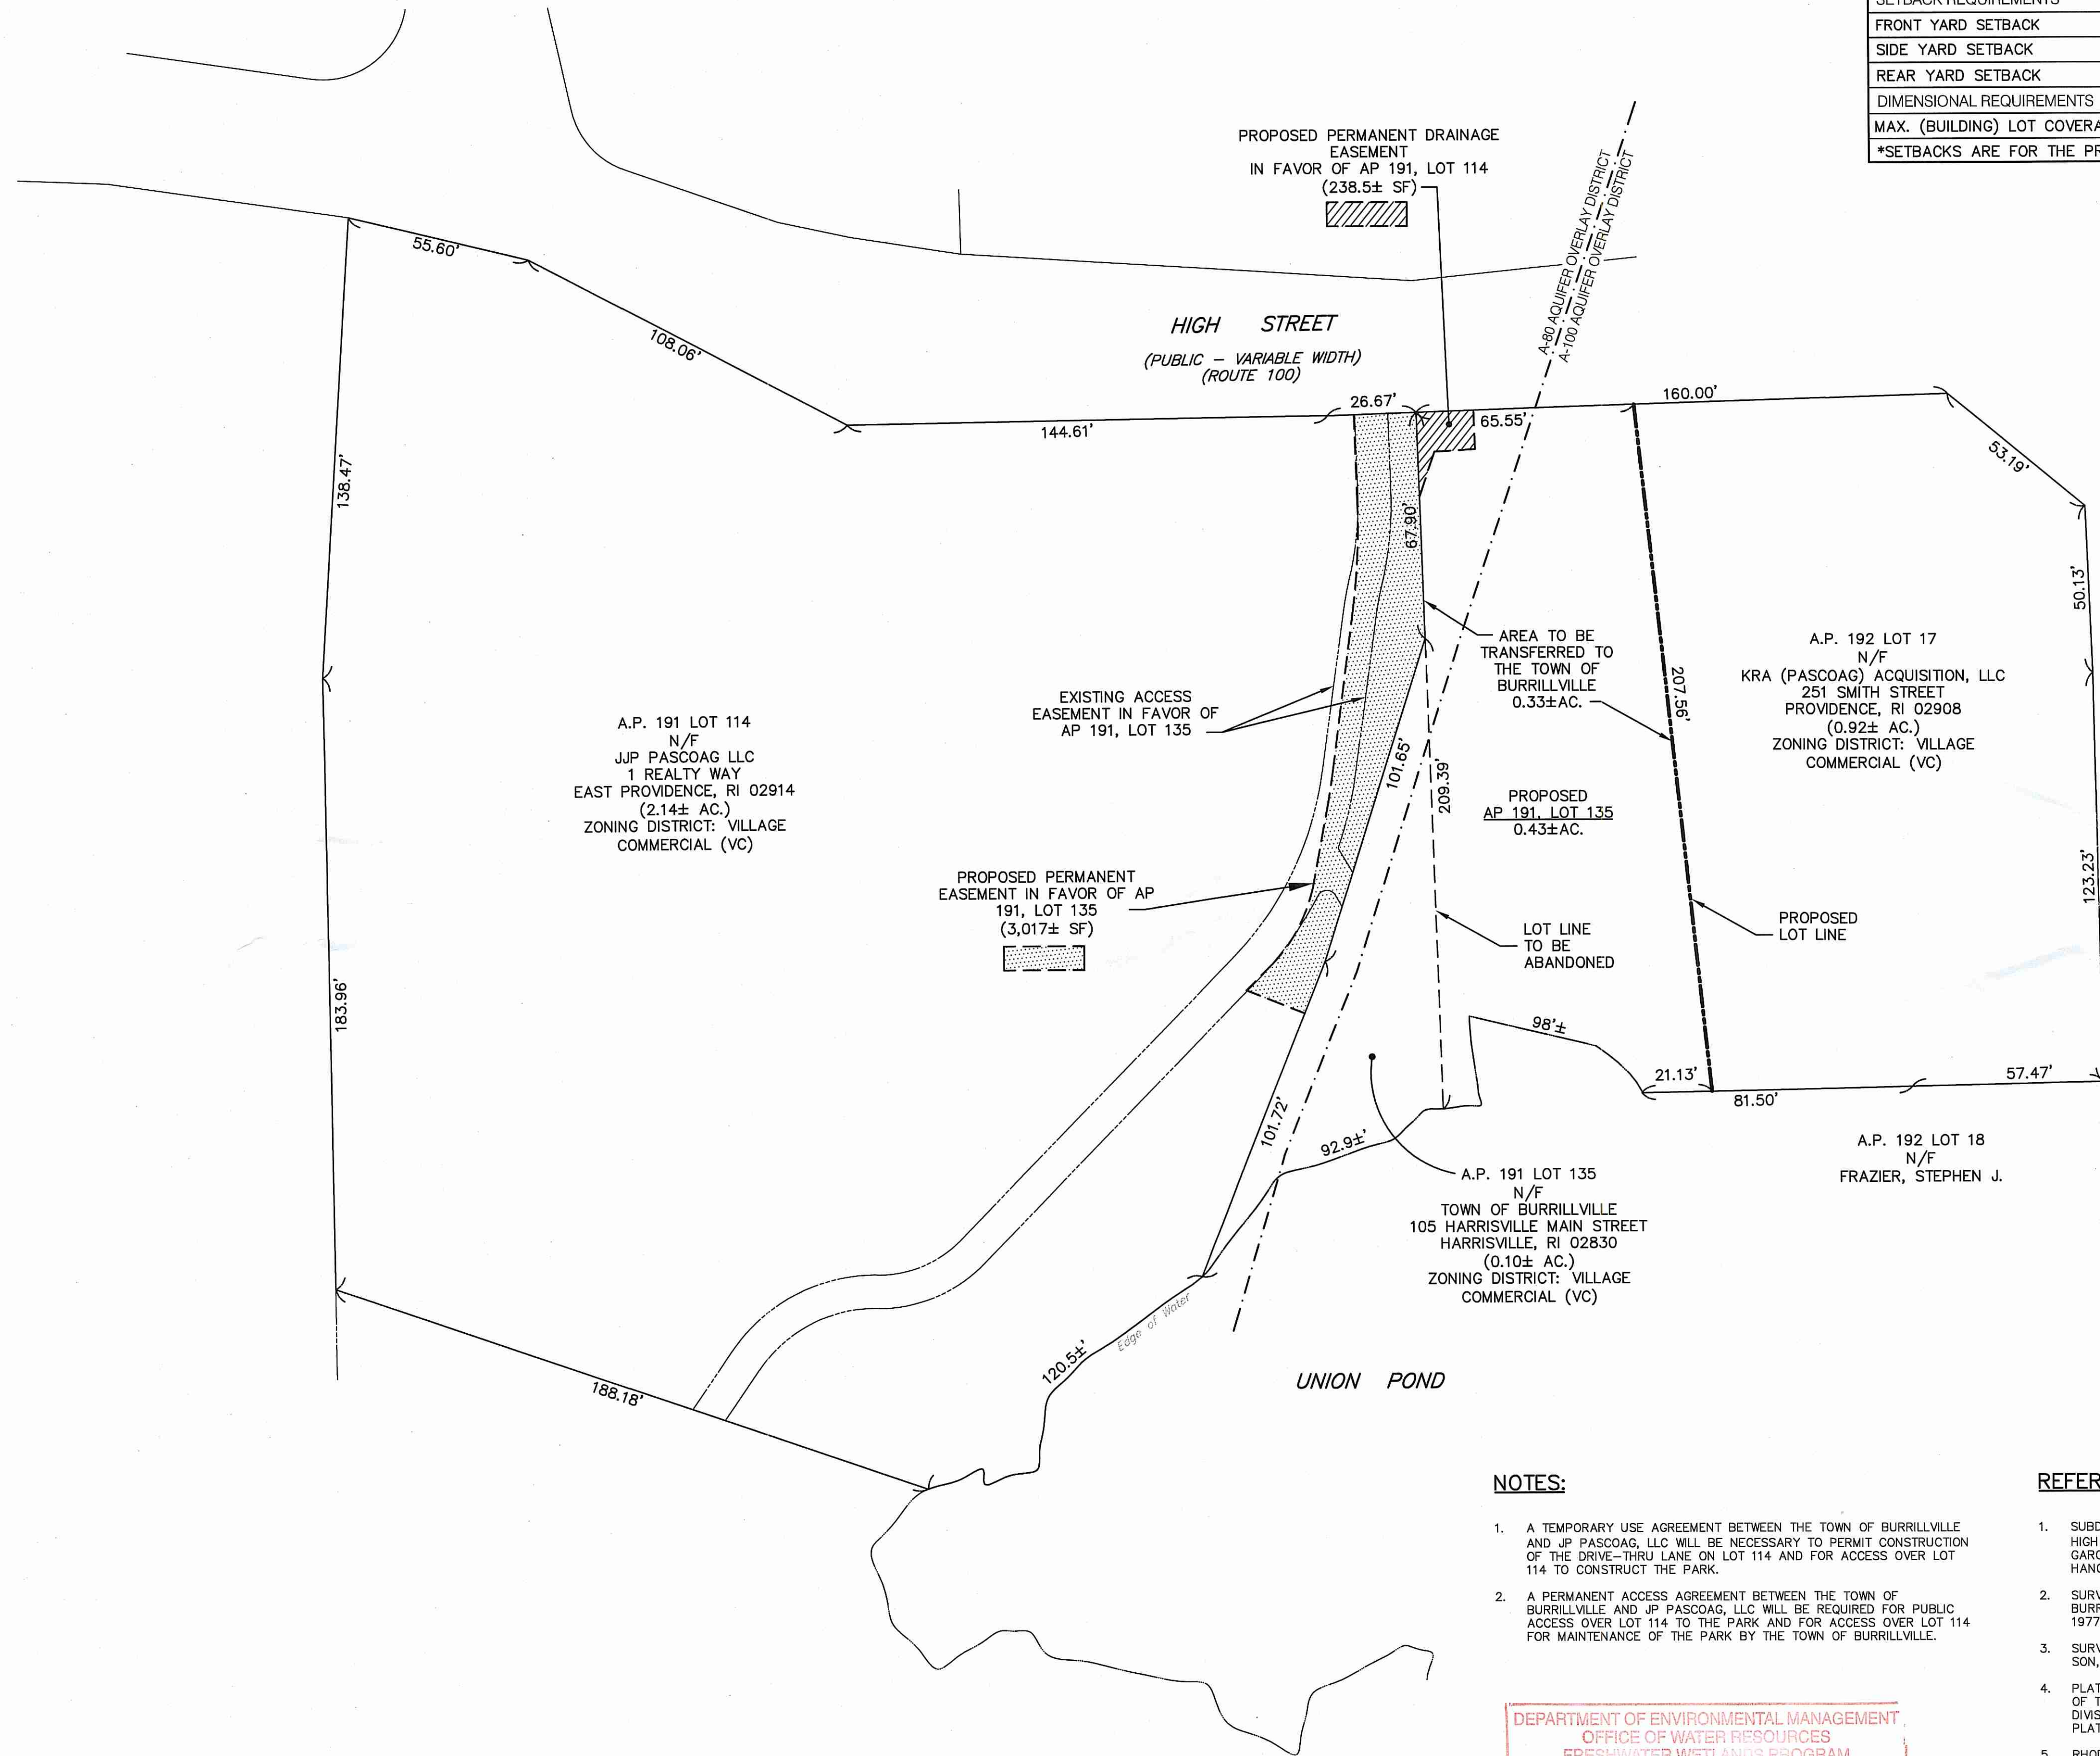 SETBACK REQUIREMENTS
FRONT YARD SETBACK
SIDE YARD SETBACK
REAR YARD SETBACK
DIMENSIONAL REQUIREMENTS
MAX. (BUILDING) LOT
*SETBACKS ARE FOR THE
PROPOSED PERMANENT DRAINAGE
EASEMENT
IN FAVOR OF AP 191, LOT 114
(238.5± SF)
A-80 AQUIFER OVERLAY DISTRICT
A-100 AQUIFER OVERLAY DISTRICT
55.60'
108.06'
HIGH STREET
(PUBLIC – VARIABLE WIDTH)
(ROUTE 100)
144.61'
26.67'
65.55'
160.00'
53.19'
138.47'
67.90'
50.13'
AREA TO BE
TRANSFERRED TO
THE TOWN OF
BURRILLVILLE
0.33±AC.
207.56'
A.P. 192 LOT 17
N/F
KRA (PASCOAG) ACQUISITION, LLC
251 SMITH STREET
PROVIDENCE, RI 02908
(0.92± AC.)
ZONING DISTRICT: VILLAGE
COMMERCIAL (VC)
EXISTING ACCESS
EASEMENT IN FAVOR OF
AP 191, LOT 135
A.P. 191 LOT 114
N/F
JJP PASCOAG LLC
1 REALTY WAY
EAST PROVIDENCE, RI 02914
(2.14± AC.)
ZONING DISTRICT: VILLAGE
COMMERCIAL (VC)
101.65'
209.39'
PROPOSED
AP 191, LOT 135
0.43±AC.
123.23'
PROPOSED PERMANENT
EASEMENT IN FAVOR OF AP
191, LOT 135
(3,017± SF)
LOT LINE
TO BE
ABANDONED
PROPOSED
LOT LINE
183.96'
98'±
21.13'
81.50'
57.47'
101.72'
92.9±'
A.P. 191 LOT 135
N/F
TOWN OF BURRILLVILLE
105 HARRISVILLE MAIN STREET
HARRISVILLE, RI 02830
(0.10± AC.)
ZONING DISTRICT: VILLAGE
COMMERCIAL (VC)
A.P. 192 LOT 18
N/F
FRAZIER, STEPHEN J.
Edge of Water
120.5±'
188.18'
UNION POND
NOTES:
1. A TEMPORARY USE AGREEMENT BETWEEN THE TOWN OF BURRILLVILLE
AND JP PASCOAG, LLC WILL BE NECESSARY TO PERMIT CONSTRUCTION
OF THE DRIVE–THRU LANE ON LOT 114 AND FOR ACCESS OVER LOT
114 TO CONSTRUCT THE PARK.
2. A PERMANENT ACCESS AGREEMENT BETWEEN THE TOWN OF
BURRILLVILLE AND JP PASCOAG, LLC WILL BE REQUIRED FOR PUBLIC
ACCESS OVER LOT 114 TO THE PARK AND FOR ACCESS OVER LOT 114
FOR MAINTENANCE OF THE PARK BY THE TOWN OF BURRILLVILLE.
1.
HIGH
2.
1977
3.
SON,
4.
OF
5.
DEPARTMENT OF ENVIRONMENTAL MANAGEMENT
OFFICE OF WATER RESOURCES
FRESHWATER WETLANDS PROGRAM